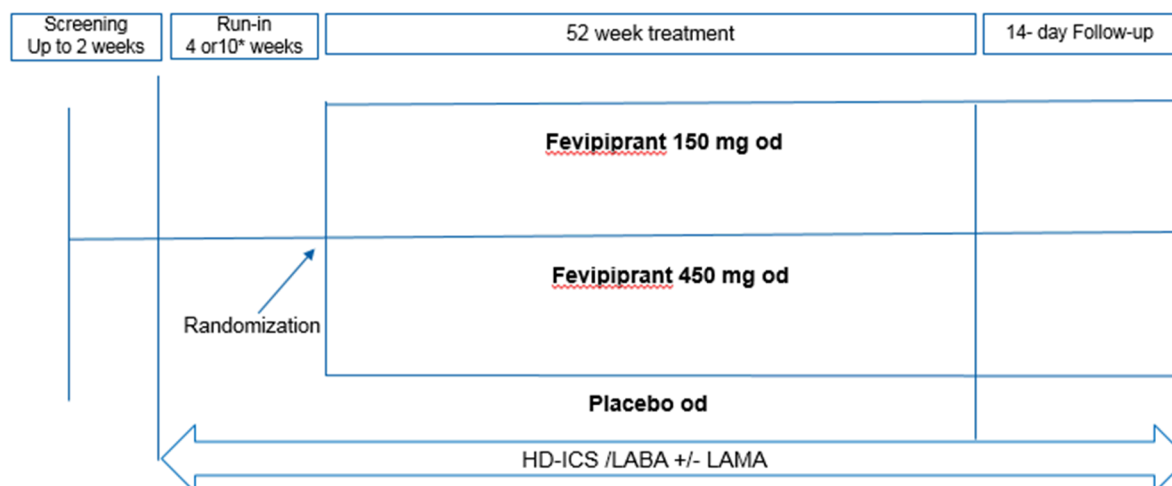 Screening
Up to 2 weeks
Run-in
4 or10* weeks
52 week treatment
14- day Follow-up
Fevipiprant 150 mg od
Fevipiprant 450 mg od
Randomization
Placebo od
HD-ICS /LABA +/- LAMA